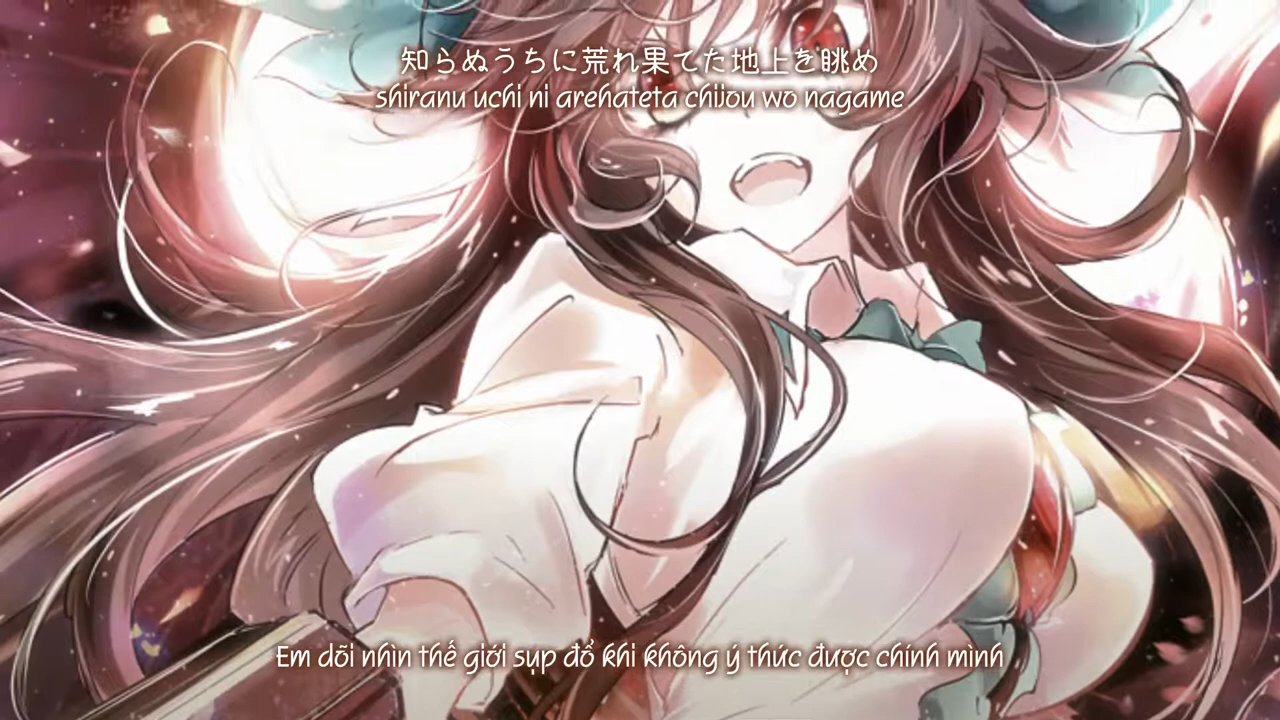 知らぬうちに荒れ果てた地上を眺め
shiranu uchi ni arehateta chijou wo nagame
Em dõi nhìn thế giới sụp đổ khi không ý thức được chính mình